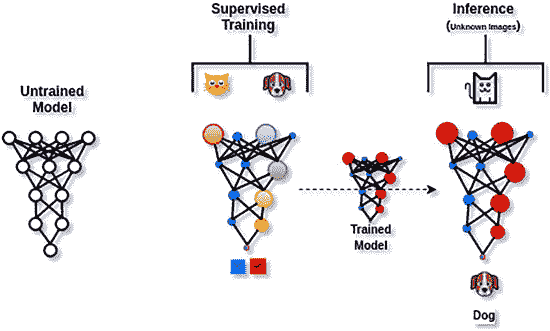 Supervised
Training
Inference
(Unknown Images)
Untrained
Model
Trained
Model
Dog